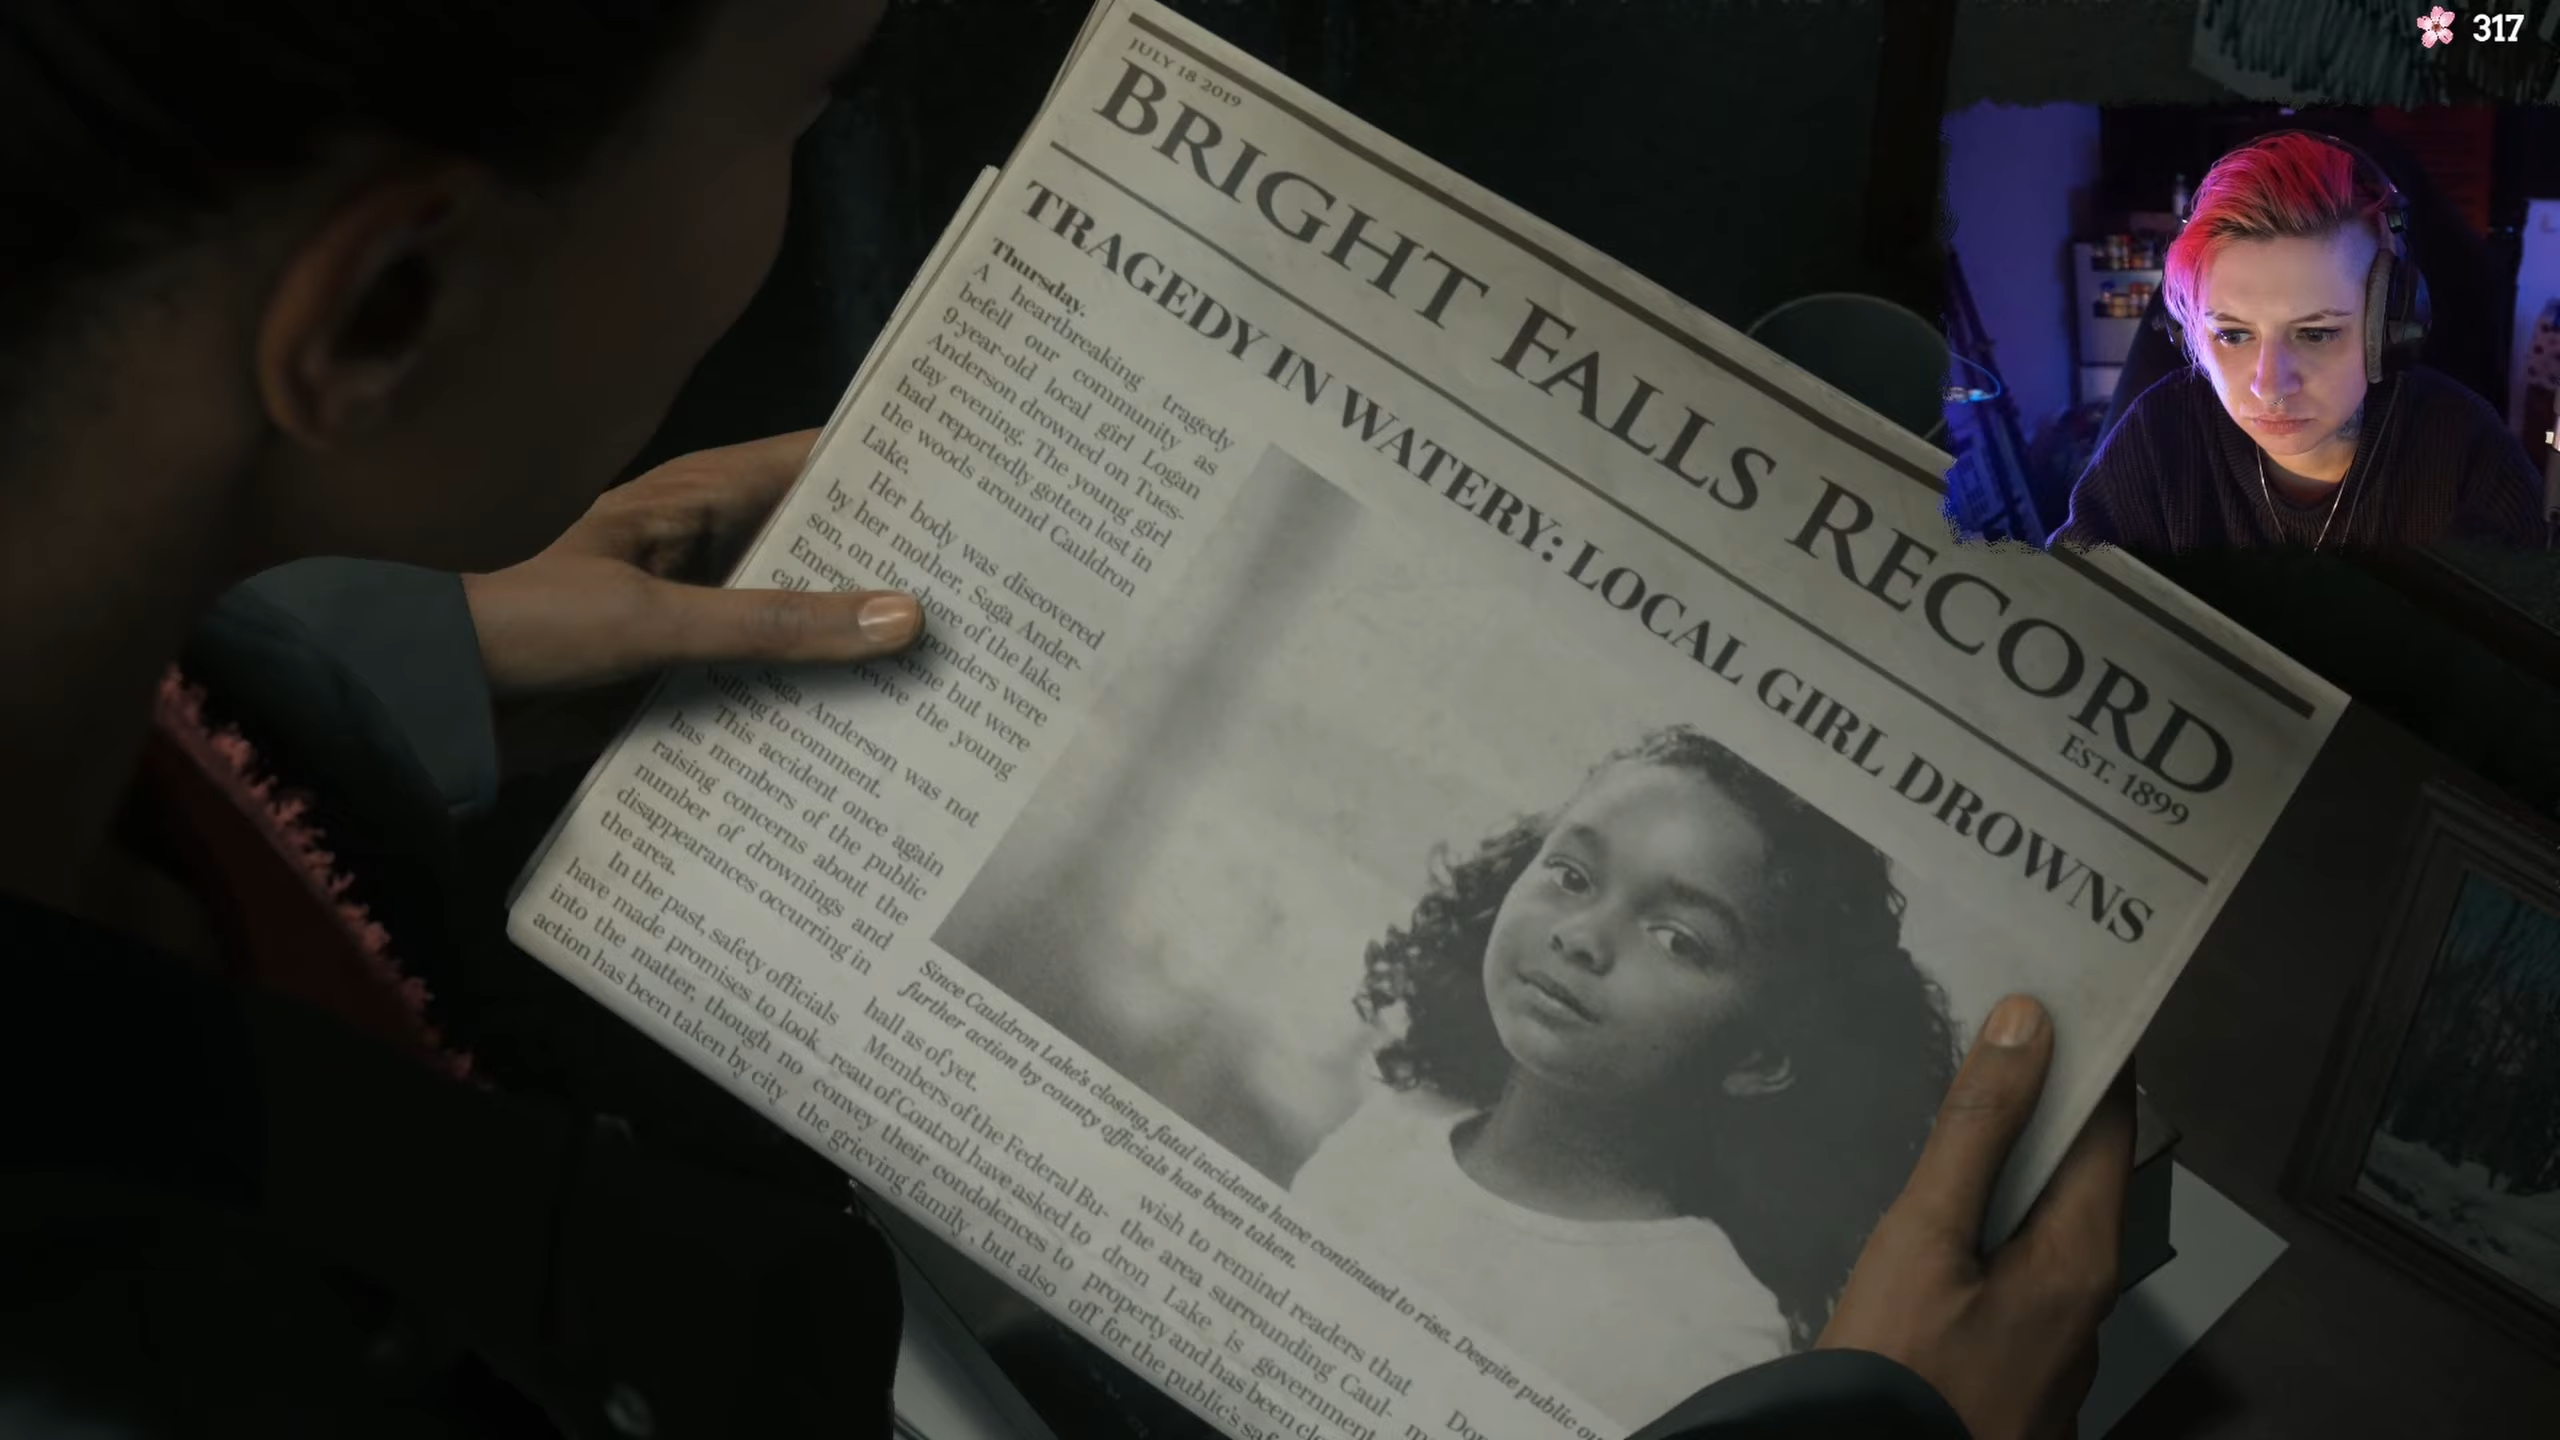 317
JULY 18 2019
BRIGHT FALLS RECORD
EST. 1899
TRAGEDY IN WATERY: LOCAL GIRL DROWNS
Thursday.
A heartbreaking tragedy
befell our community as
9-year-old local girl Logan
Anderson drowned on Tues-
day evening. The young girl
had reportedly gotten lost in
the woods around Cauldron
Lake.
Her body was discovered
by her mother, Saga Ander-
son, on the shore of the lake.
Emerge ponders were
call cene but were
revive the young
Saga Anderson was not
willing to comment.
This accident once again
has members of the public
raising concerns about the
number of drownings and
disappearances occurring in
the area.
In the past, safety officials
have made promises to look
into the matter, though no
action has been taken by city
hall as of yet.
Members of the Federal Bu-
reau of Control have asked to
convey their condolences to
the grieving family, but also
wish to remind readers that
the area surrounding Caul-
dron Lake is government
property and has been clo
off for the public's saf
Since Cauldron Lake's closing, fatal incidents have continued to rise. Despite public ou
further action by county officials has been taken.